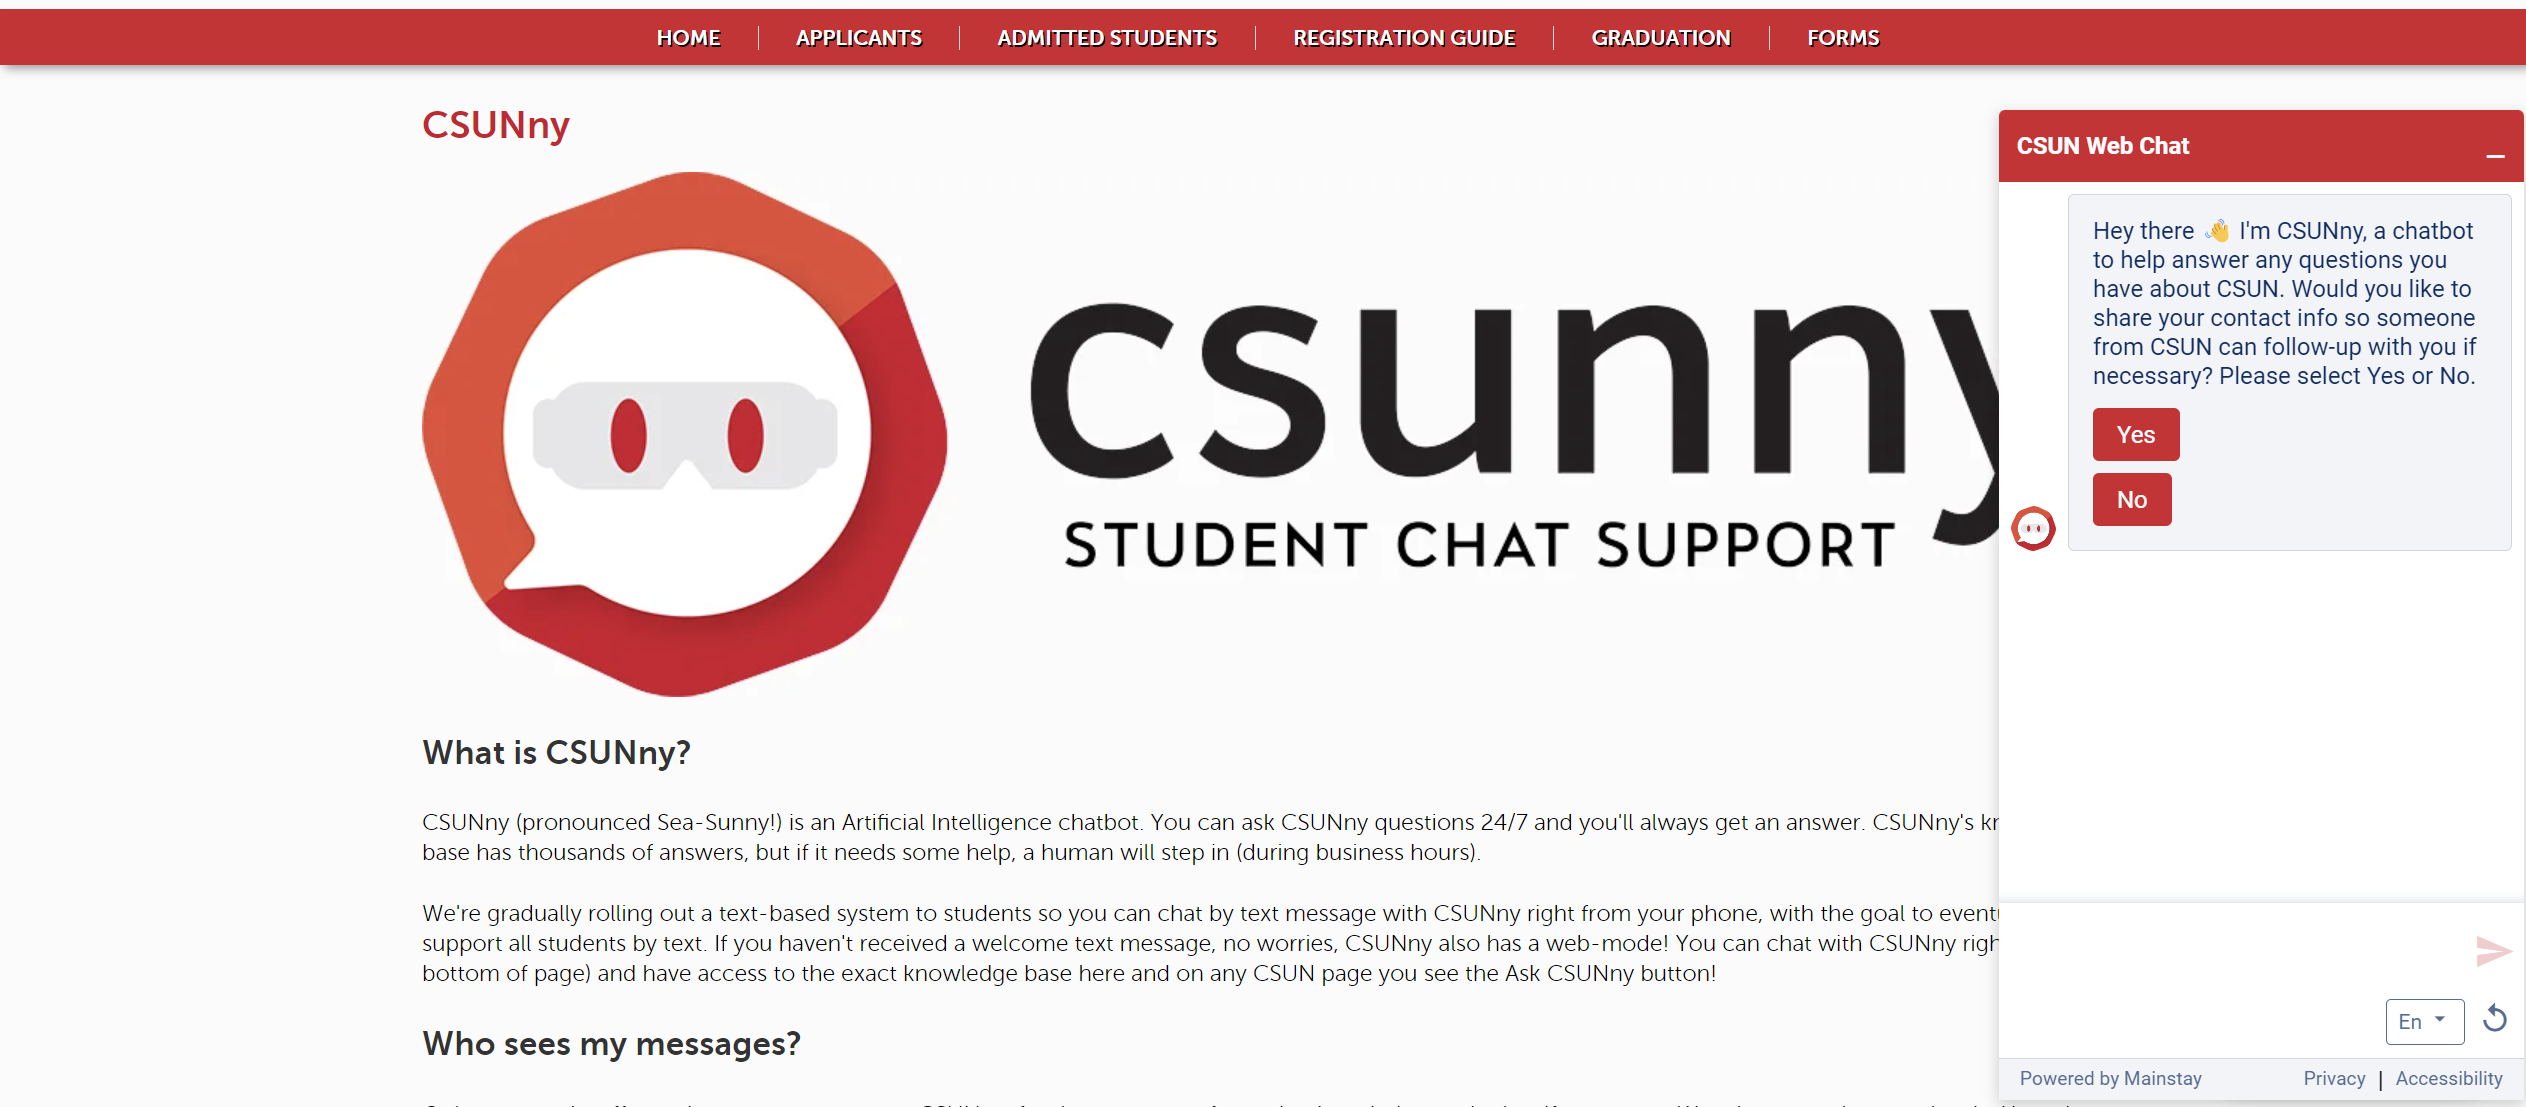 HOME
APPLICANTS
ADMITTED STUDENTS
REGISTRATION GUIDE
GRADUATION
FORMS
CSUNny
csunny
STUDENT CHAT SUPPORT
What is CSUNny?
CSUNny (pronounced Sea-Sunny!) is an Artificial Intelligence chatbot. You can ask CSUNny questions 24/7 and you'll always get an answer. CSUNny's
base has thousands of answers, but if it needs some help, a human will step in (during business hours).
We're gradually rolling out a text-based system to students so you can chat by text message with CSUNny right from your phone, with the goal to
support all students by text. If you haven't received a welcome text message, no worries, CSUNny also has a web-mode! You can chat with CSUNny
bottom of page) and have access to the exact knowledge base here and on any CSUN page you see the Ask CSUNny button!
Who sees my messages?
CSUN Web Chat
Hey there 👋 I'm CSUNny, a chatbot
to help answer any questions you
have about CSUN. Would you like to
share your contact info so someone
from CSUN can follow-up with you if
necessary? Please select Yes or No.
Yes
No
En
Powered by Mainstay
Privacy | Accessibility